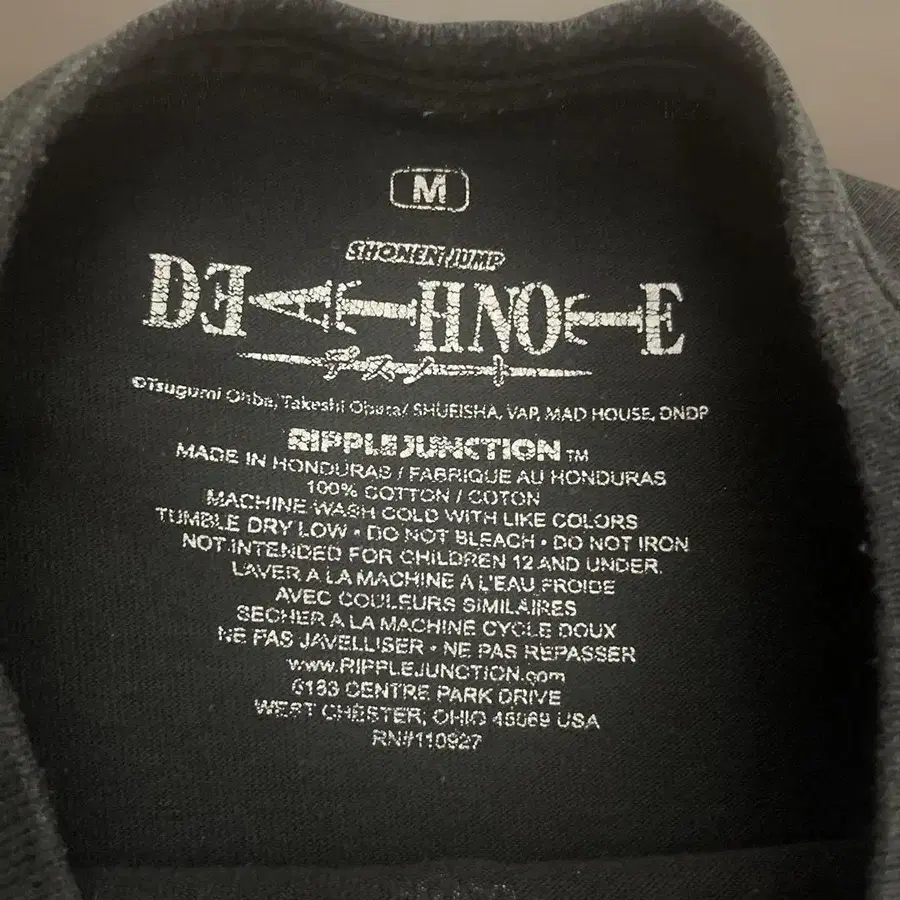 M
SHONEN JUMP
DEATH NOTE
©Tsugumi Ohba, Takeshi Obata/ SHUEISHA, VAP, MAD HOUSE, DNDP
RIPPLE JUNCTION TM
MADE IN HONDURAS / FABRIQUE AU HONDURAS
100% COTTON / COTON
MACHINE WASH COLD WITH LIKE COLORS
TUMBLE DRY LOW • DO NOT BLEACH • DO NOT IRON
NOT INTENDED FOR CHILDREN 12 AND UNDER.
LAVER A LA MACHINE A L'EAU FROIDE
AVEC COULEURS SIMILAIRES
SECHER A LA MACHINE CYCLE DOUX
NE PAS JAVELLISER • NE PAS REPASSER
www.RIPPLEJUNCTION.com
6183 CENTRE PARK DRIVE
WEST CHESTER, OHIO 45069 USA
RN#110927